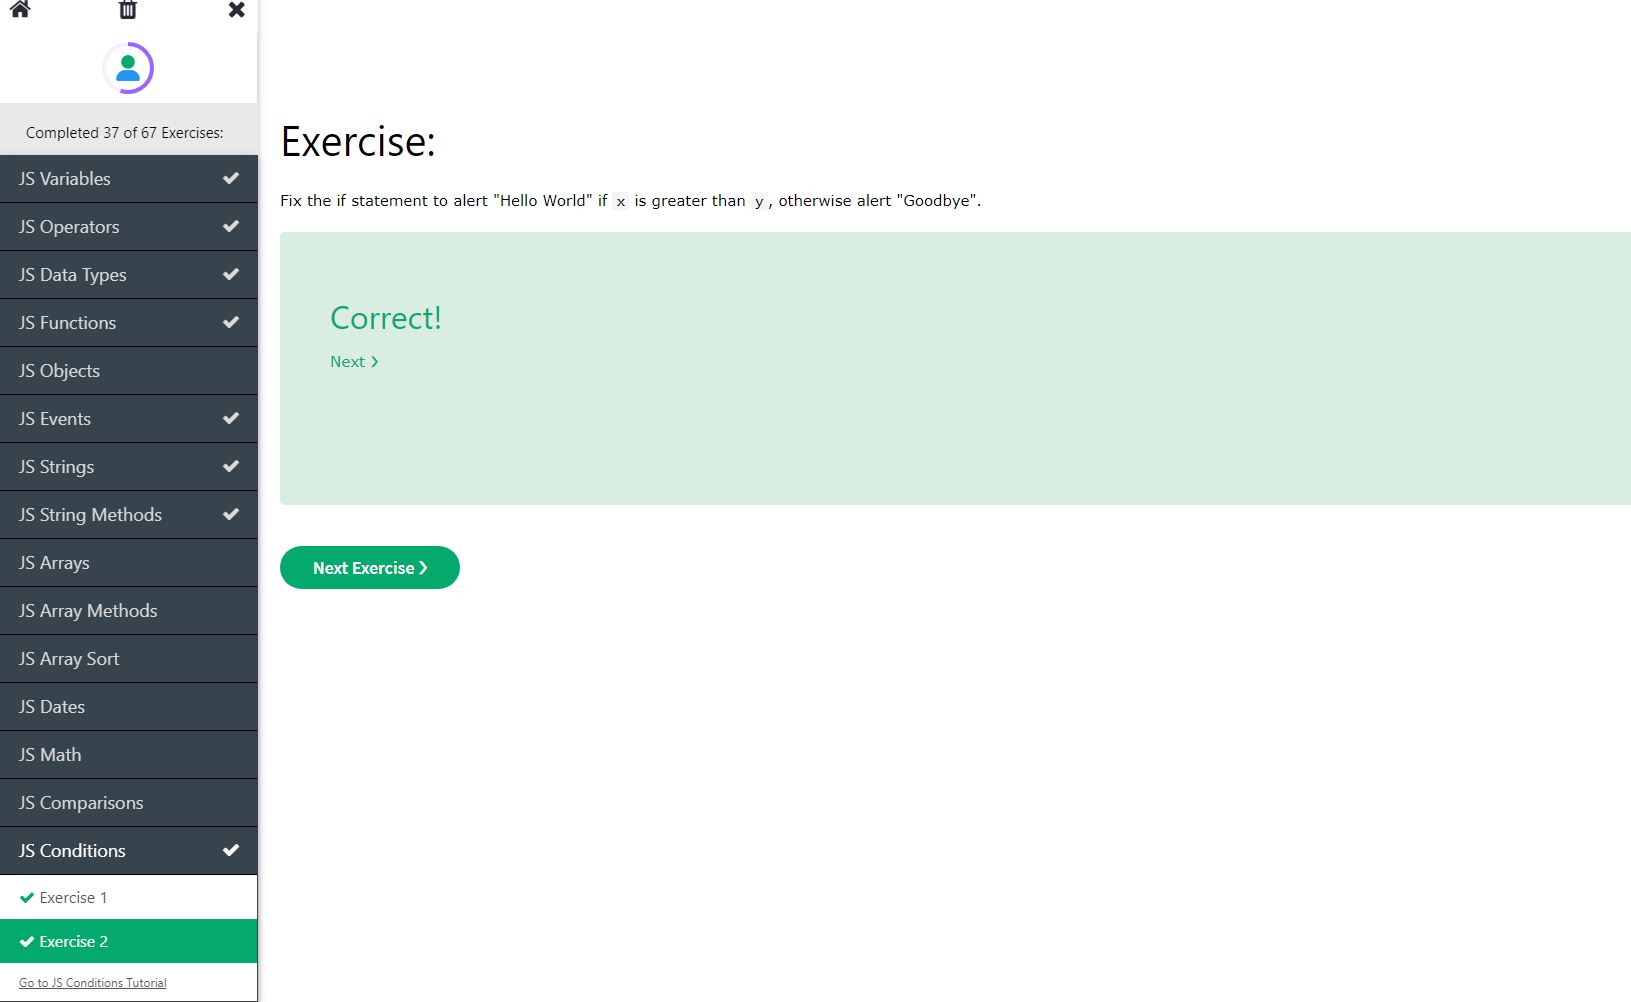 Completed 37 of 67 Exercises:
JS Variables
JS Operators
JS Data Types
JS Functions
JS Objects
JS Events
JS Strings
JS String Methods
JS Arrays
JS Array Methods
JS Array Sort
JS Dates
JS Math
JS Comparisons
JS Conditions
Exercise 1
Exercise 2
Go to JS Conditions Tutorial
Exercise:
Fix the if statement to alert "Hello World" if x is greater than y , otherwise alert "Goodbye".
Correct!
Next ❯
Next Exercise ❯